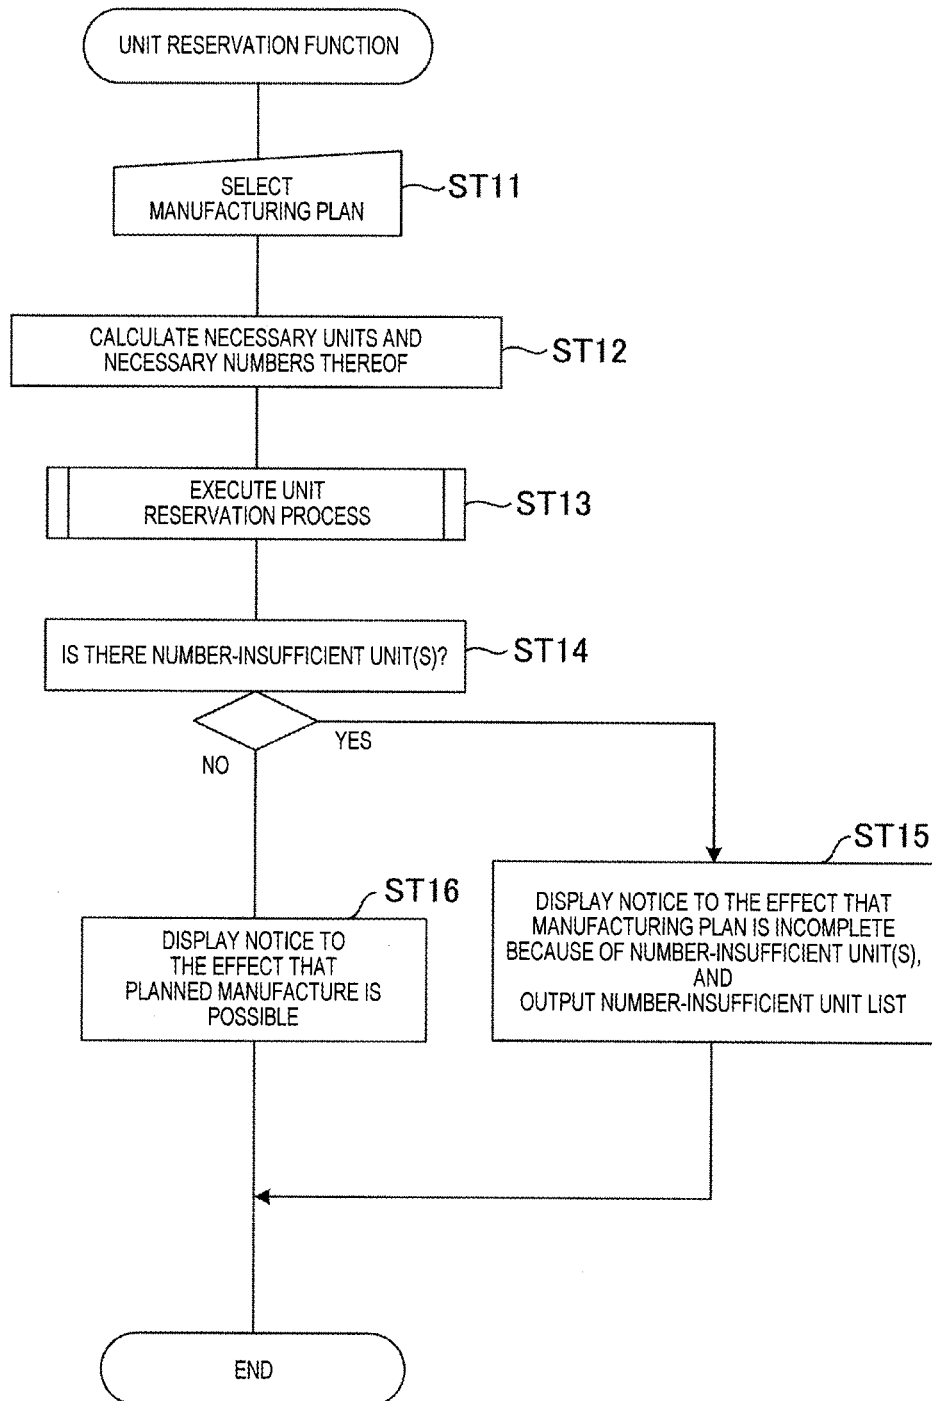 UNIT RESERVATION FUNCTION
SELECT
MANUFACTURING PLAN
ST11
CALCULATE NECESSARY UNITS AND
NECESSARY NUMBERS THEREOF
ST12
EXECUTE UNIT
RESERVATION PROCESS
ST13
IS THERE NUMBER-INSUFFICIENT UNIT(S)?
ST14
YES
NO
ST15
DISPLAY NOTICE TO THE EFFECT THAT
MANUFACTURING PLAN IS INCOMPLETE
BECAUSE OF NUMBER-INSUFFICIENT UNIT(S),
AND
OUTPUT NUMBER-INSUFFICIENT UNIT LIST
ST16
DISPLAY NOTICE TO
THE EFFECT THAT
PLANNED MANUFACTURE IS
POSSIBLE
END